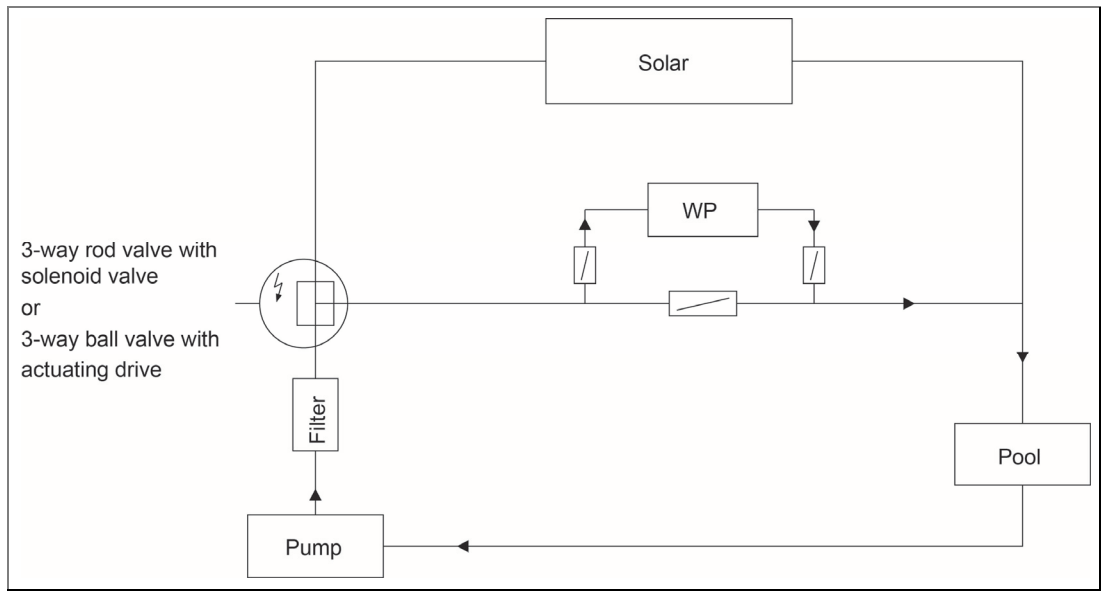 Solar
WP
3-way rod valve with
solenoid valve
or
3-way ball valve with
actuating drive
Filter
Pool
Pump